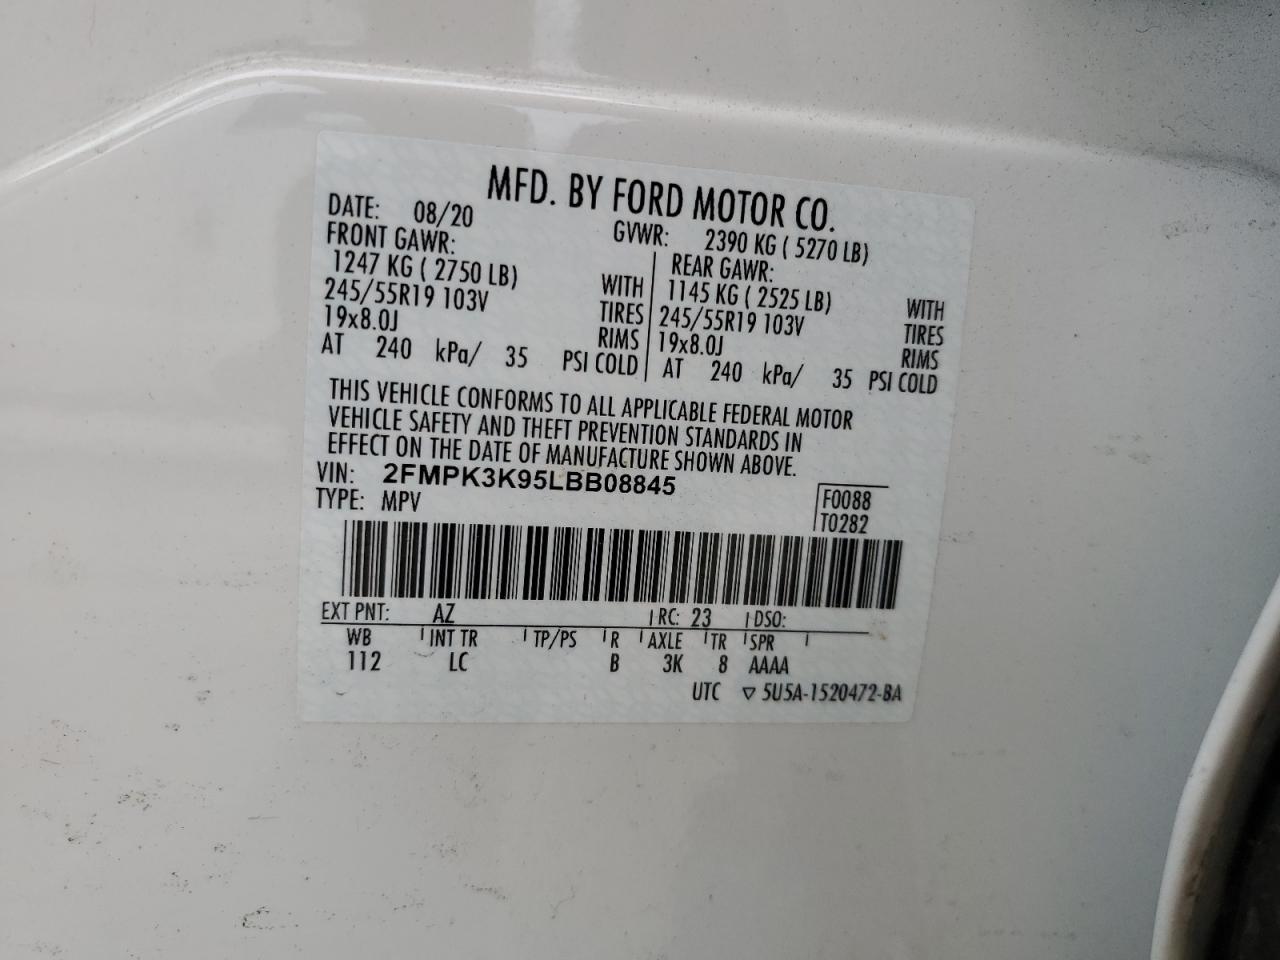 MFD. BY FORD MOTOR CO.
DATE: 08/20 GVWR: 2390 KG ( 5270 LB)
FRONT GAWR: REAR GAWR:
1247 KG ( 2750 LB) WITH 1145 KG ( 2525 LB) WITH
245/55R19 103V TIRES 245/55R19 103V TIRES
19x8.0J RIMS 19x8.0J RIMS
AT 240 kPa/ 35 PSI COLD AT 240 kPa/ 35 PSI COLD
THIS VEHICLE CONFORMS TO ALL APPLICABLE FEDERAL MOTOR
VEHICLE SAFETY AND THEFT PREVENTION STANDARDS IN
EFFECT ON THE DATE OF MANUFACTURE SHOWN ABOVE.
VIN: 2FMPK3K95LBB08845 F0088
TYPE: MPV T0282
EXT PNT: AZ RC: 23 DSO:
WB INT TR TP/PS R AXLE TR SPR
112 LC B 3K 8 AAAA
UTC ▽ 5U5A-1520472-BA